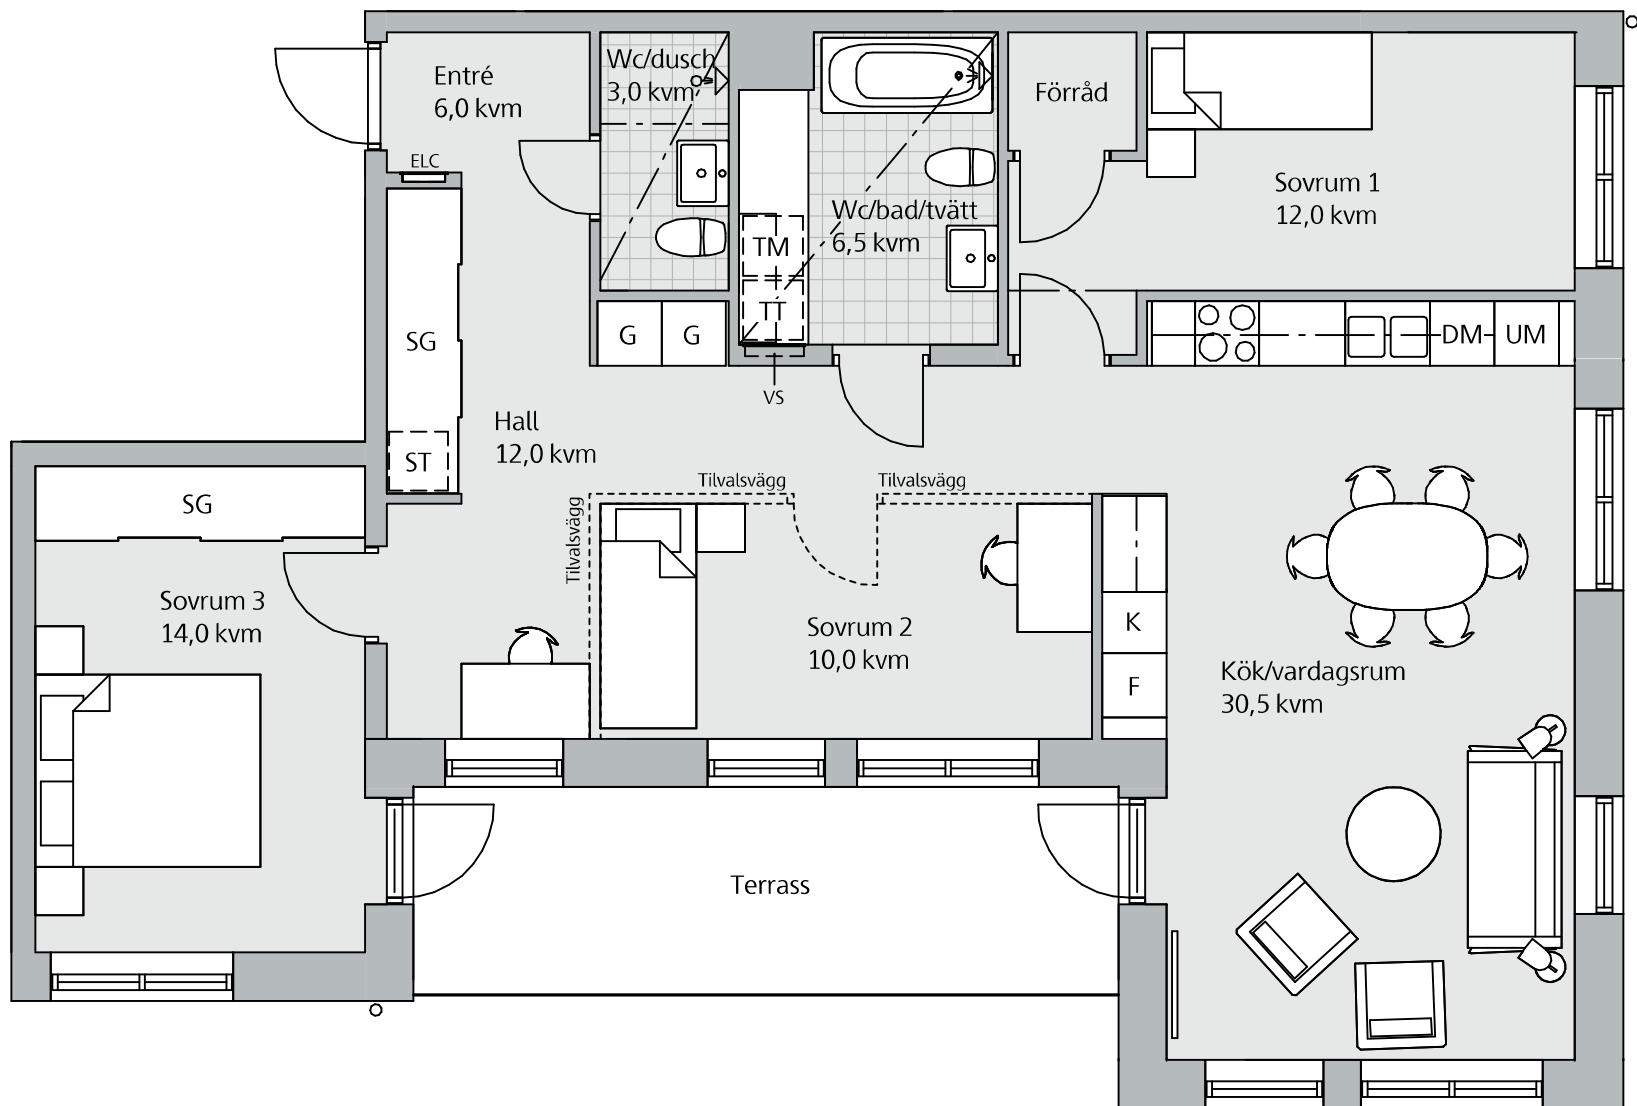 Entré
6,0 kvm
Wc/dusch
3,0 kvm
Förråd
ELC
Sovrum 1
12,0 kvm
Wc/bad/tvätt
6,5 kvm
TM
TT
SG
G
G
DM
UM
VS
Hall
12,0 kvm
ST
SG
Tilvalsvägg
Tilvalsvägg
Tilvalsvägg
Sovrum 3
14,0 kvm
Sovrum 2
10,0 kvm
K
F
Kök/vardagsrum
30,5 kvm
Terrass